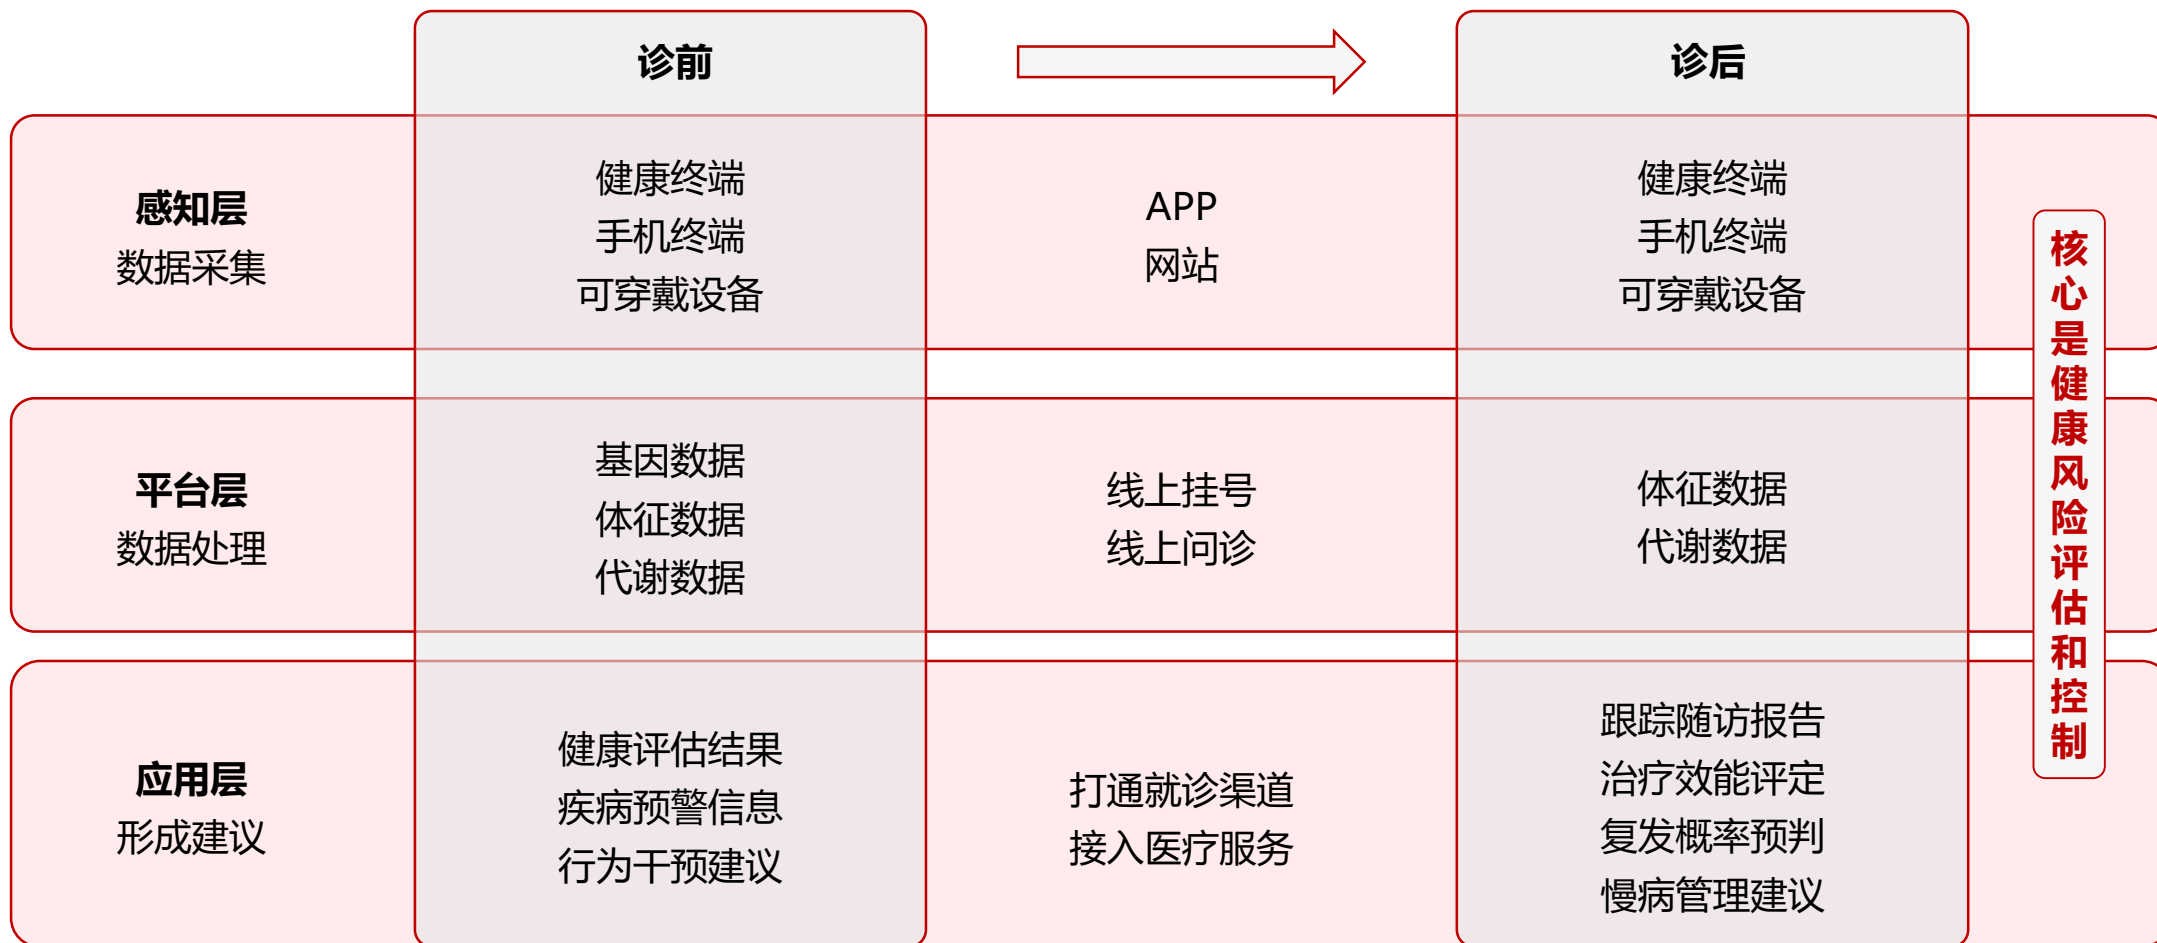 诊前
诊后
感知层
数据采集
健康终端
手机终端
可穿戴设备
APP
网站
健康终端
手机终端
可穿戴设备
平台层
数据处理
基因数据
体征数据
代谢数据
线上挂号
线上问诊
体征数据
代谢数据
应用层
形成建议
健康评估结果
疾病预警信息
行为干预建议
打通就诊渠道
接入医疗服务
跟踪随访报告
治疗效能评定
复发概率预判
慢病管理建议
核心是健康风险评估和控制